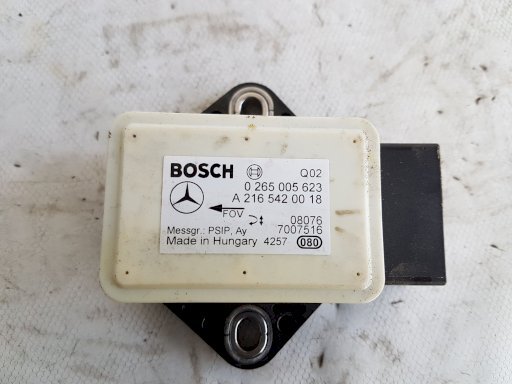 BOSCH Q02
0 265 005 623
A 216 542 00 18
FOV 08076
Messgr.: PSIP, Ay 7007516
Made in Hungary 4257 080